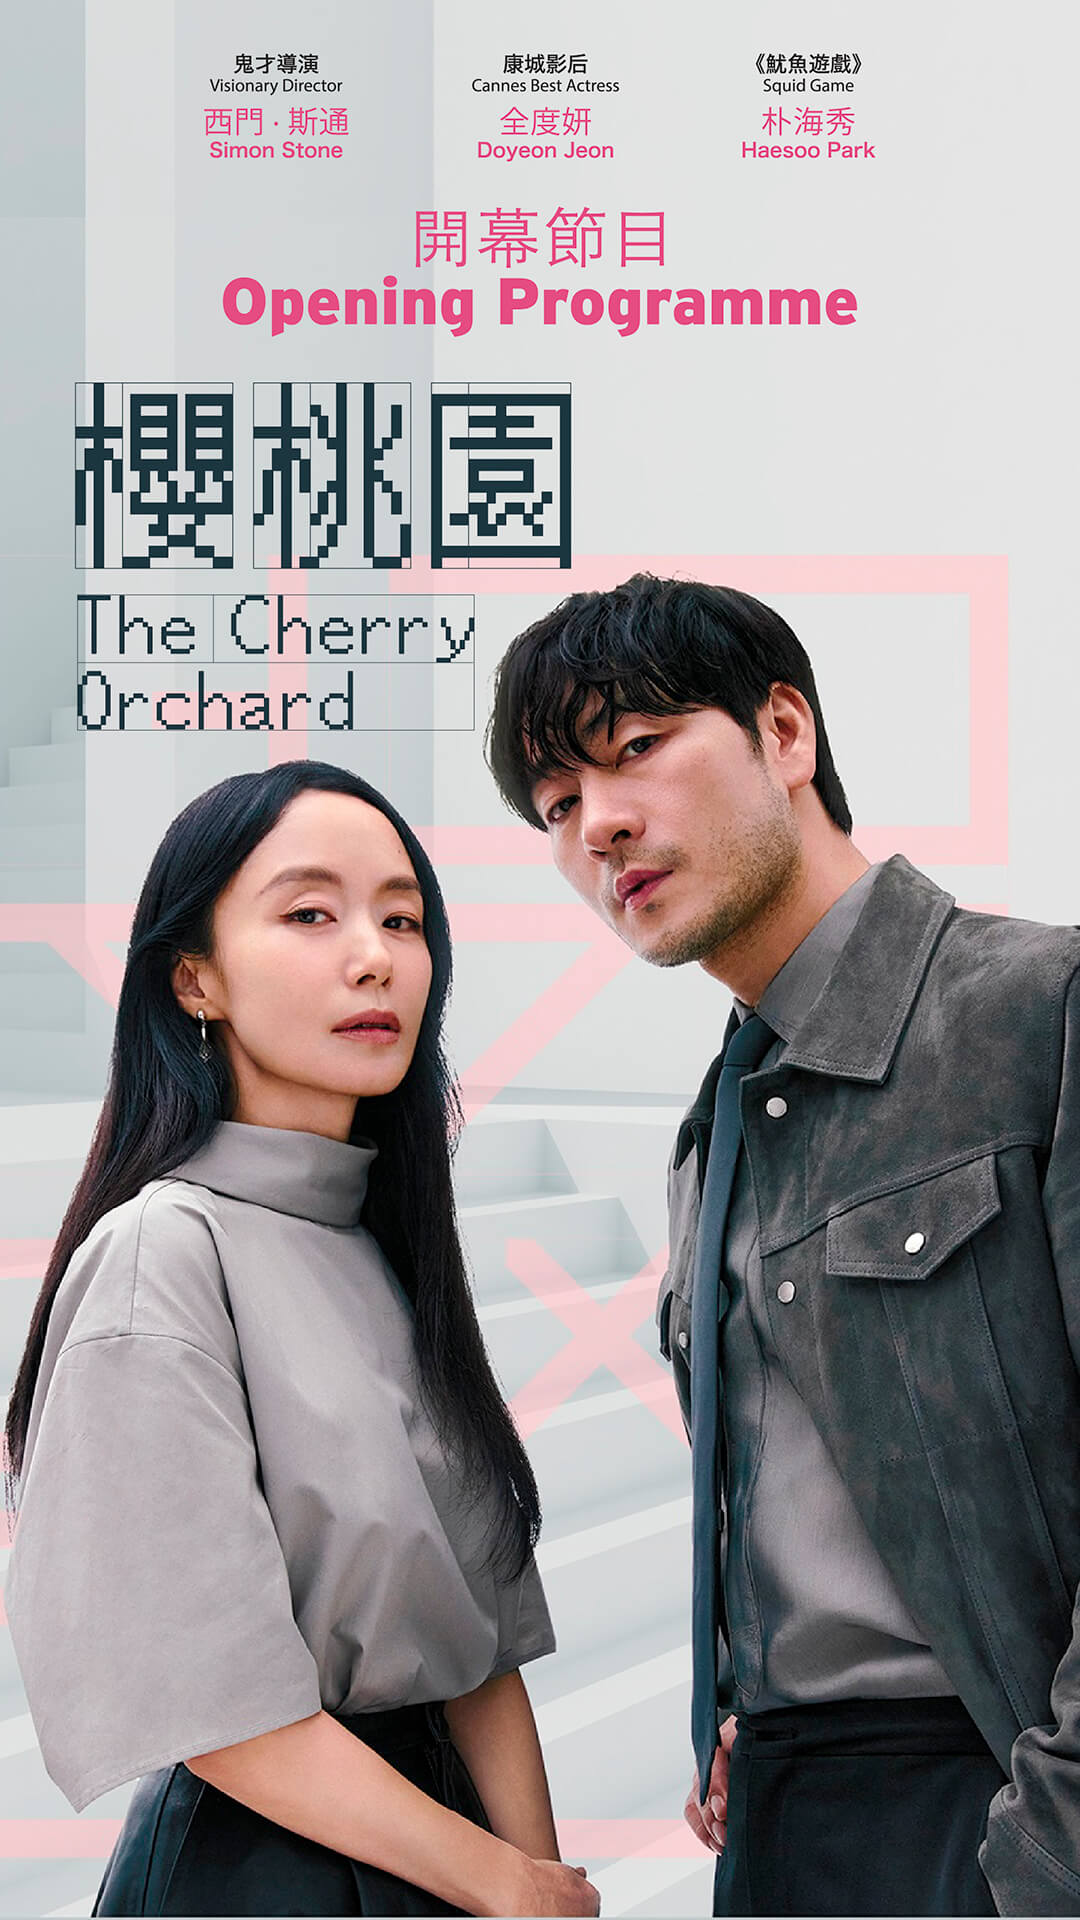 鬼才導演
Visionary Director
西門 · 斯通
Simon Stone
康城影后
Cannes Best Actress
全度妍
Doyeon Jeon
《魷魚遊戲》
Squid Game
朴海秀
Haesoo Park
開幕節目
Opening Programme
櫻桃園
The Cherry
Orchard